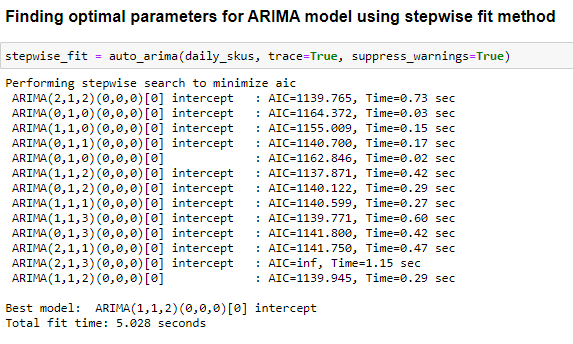 Finding optimal parameters for ARIMA model using stepwise fit method
stepwise_fit = auto_arima(daily_skus, trace=True, suppress_warnings=True)
Performing stepwise search to minimize aic
 ARIMA(2,1,2)(0,0,0)[0] intercept   : AIC=1139.765, Time=0.73 sec
 ARIMA(0,1,0)(0,0,0)[0] intercept   : AIC=1164.372, Time=0.03 sec
 ARIMA(1,1,0)(0,0,0)[0] intercept   : AIC=1155.009, Time=0.15 sec
 ARIMA(0,1,1)(0,0,0)[0] intercept   : AIC=1140.700, Time=0.17 sec
 ARIMA(0,1,0)(0,0,0)[0]             : AIC=1162.846, Time=0.02 sec
 ARIMA(1,1,2)(0,0,0)[0] intercept   : AIC=1137.871, Time=0.42 sec
 ARIMA(0,1,2)(0,0,0)[0] intercept   : AIC=1140.122, Time=0.29 sec
 ARIMA(1,1,1)(0,0,0)[0] intercept   : AIC=1140.599, Time=0.27 sec
 ARIMA(1,1,3)(0,0,0)[0] intercept   : AIC=1139.771, Time=0.60 sec
 ARIMA(0,1,3)(0,0,0)[0] intercept   : AIC=1141.800, Time=0.42 sec
 ARIMA(2,1,1)(0,0,0)[0] intercept   : AIC=1141.750, Time=0.47 sec
 ARIMA(2,1,3)(0,0,0)[0] intercept   : AIC=inf, Time=1.15 sec
 ARIMA(1,1,2)(0,0,0)[0]             : AIC=1139.945, Time=0.29 sec
Best model:  ARIMA(1,1,2)(0,0,0)[0] intercept
Total fit time: 5.028 seconds